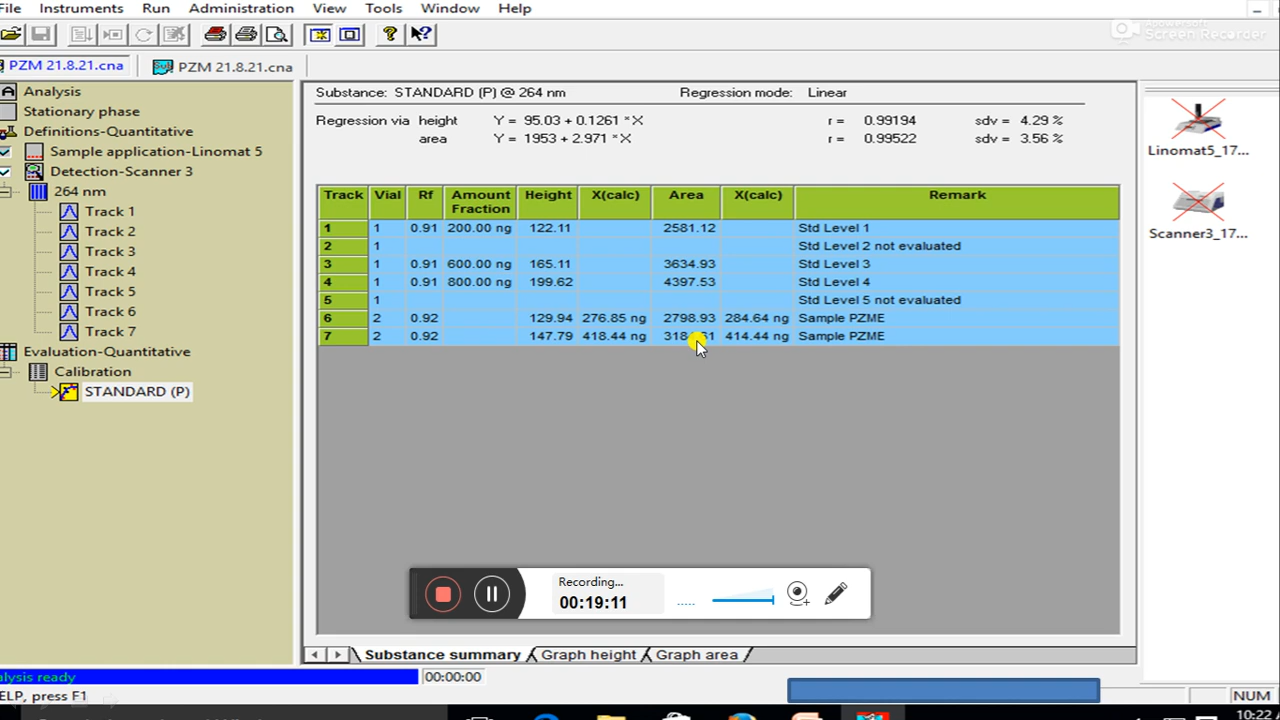 File Instruments Run Administration View Tools Window Help
Apowersoft
Screen Recorder
PZM 21.8.21.cna PZM 21.8.21.cna
Analysis
Stationary phase
Definitions-Quantitative
Sample application-Linomat 5
Detection-Scanner 3
264 nm
Track 1
Track 2
Track 3
Track 4
Track 5
Track 6
Track 7
Evaluation-Quantitative
Calibration
STANDARD (P)
Substance: STANDARD (P) @ 264 nm Regression mode: Linear
Regression via height Y = 95.03 + 0.1261 * X r = 0.99194 sdv = 4.29 %
area Y = 1953 + 2.971 * X r = 0.99522 sdv = 3.56 %
Track Vial Rf Amount Fraction Height X(calc) Area X(calc) Remark
1 1 0.91 200.00 ng 122.11 2581.12 Std Level 1
2 1 Std Level 2 not evaluated
3 1 0.91 600.00 ng 165.11 3634.93 Std Level 3
4 1 0.91 800.00 ng 199.62 4397.53 Std Level 4
5 1 Std Level 5 not evaluated
6 2 0.92 129.94 276.85 ng 2798.93 284.64 ng Sample PZME
7 2 0.92 147.79 418.44 ng 414.44 ng Sample PZME
Linomat5_17...
Scanner3_17...
Recording...
00:19:11
Substance summary Graph height Graph area
alysis ready 00:00:00
ELP, press F1 NUM
10:22